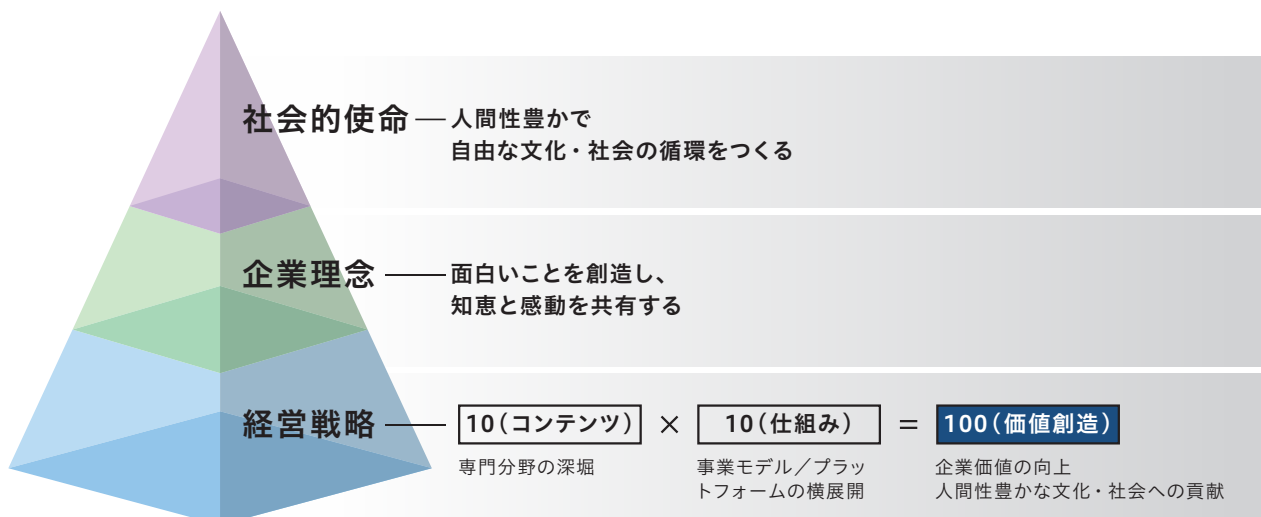 社会的使命
人間性豊かで
自由な文化・社会の循環をつくる
企業理念
面白いことを創造し、
知恵と感動を共有する
経営戦略
10(コンテンツ) × 10(仕組み) = 100(価値創造)
専門分野の深堀
事業モデル／プラッ
トフォームの横展開
企業価値の向上
人間性豊かな文化・社会への貢献